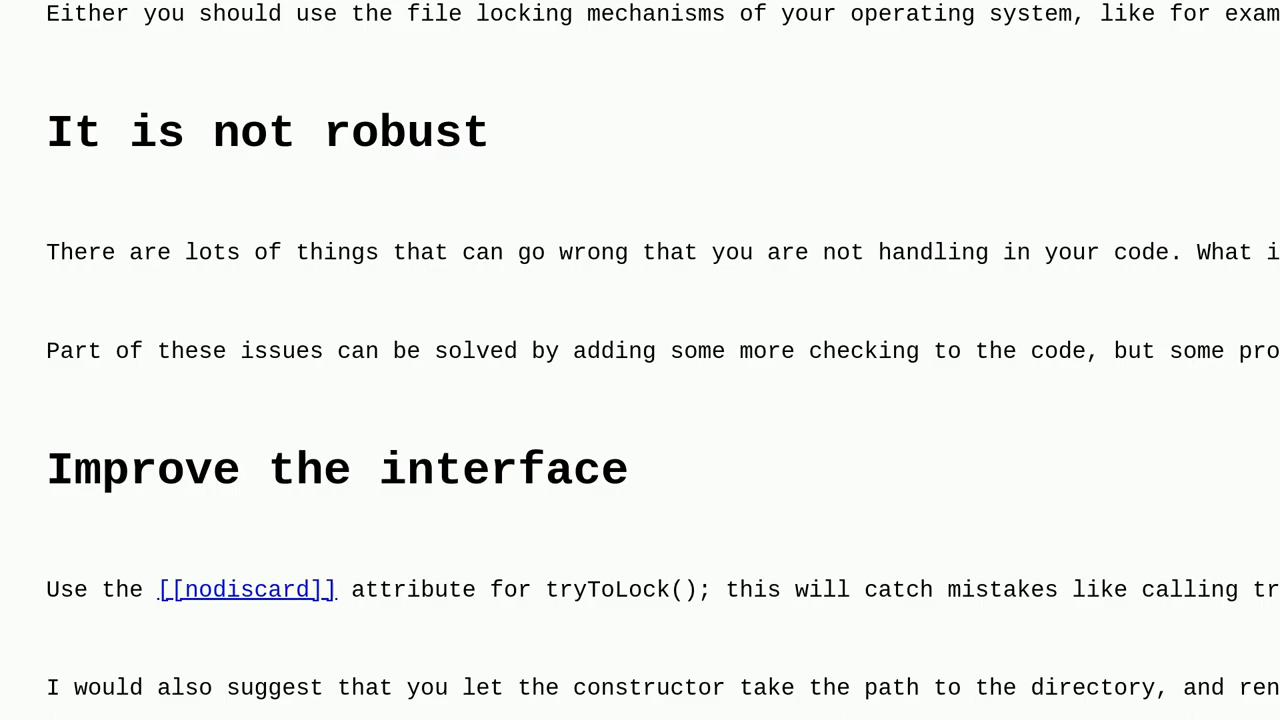 Either you should use the file locking mechanisms of your operating system, like for exam
It is not robust
There are lots of things that can go wrong that you are not handling in your code. What i
Part of these issues can be solved by adding some more checking to the code, but some pro
Improve the interface
Use the [[nodiscard]] attribute for tryToLock(); this will catch mistakes like calling tr
I would also suggest that you let the constructor take the path to the directory, and ren